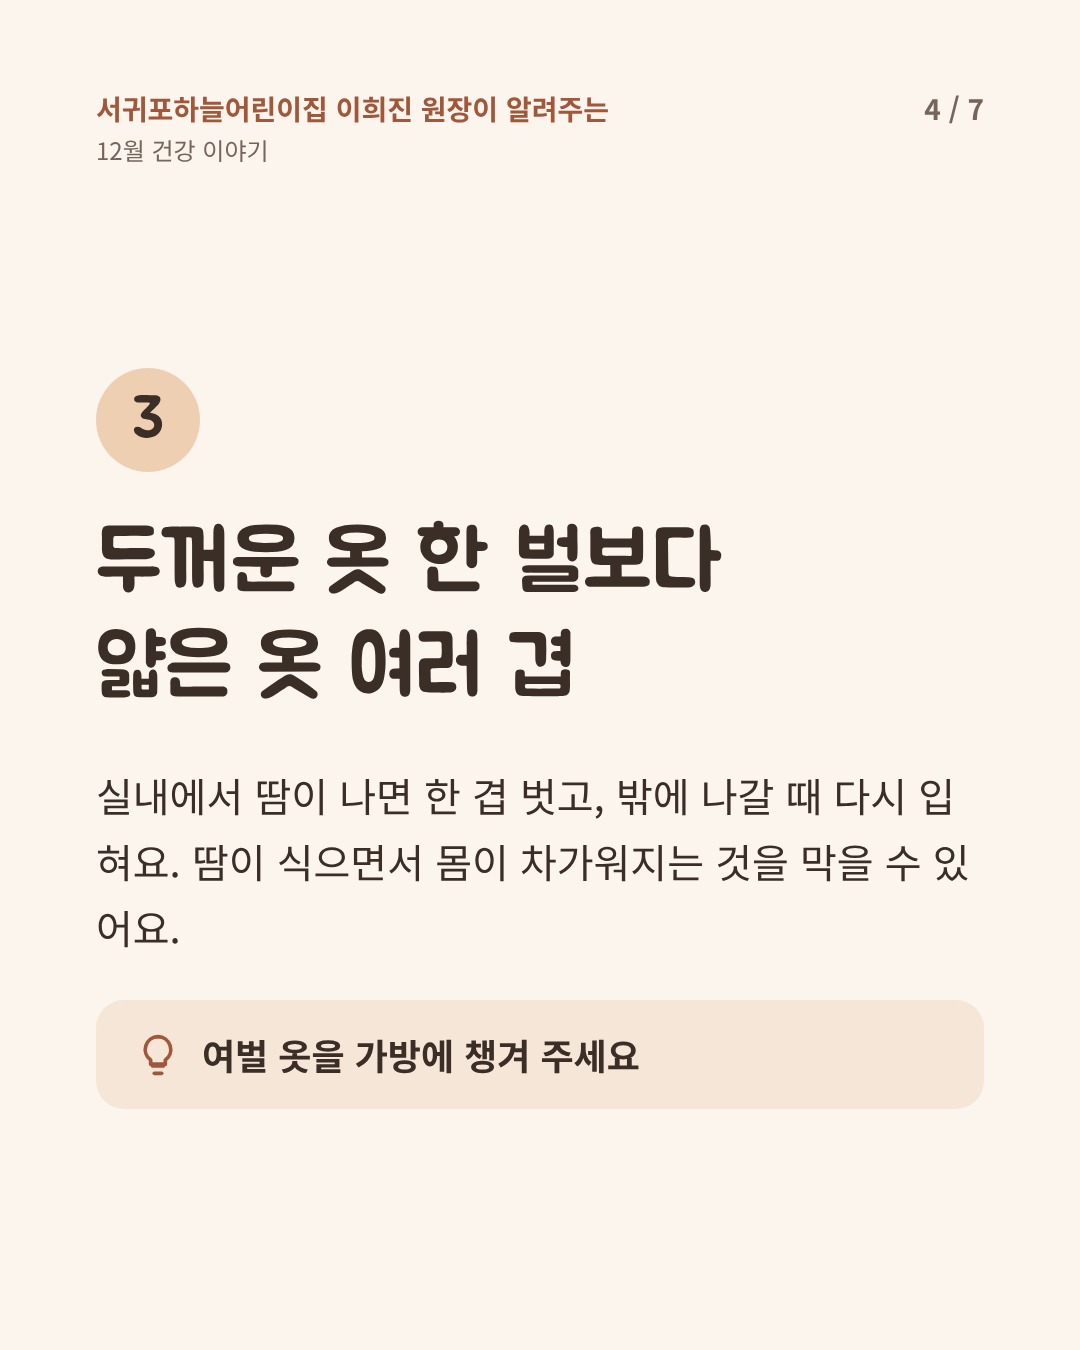 서귀포하늘어린이집 이희진 원장이 알려주는
4 / 7
12월 건강 이야기
3
두꺼운 옷 한 벌보다
얇은 옷 여러 겹
실내에서 땀이 나면 한 겹 벗고, 밖에 나갈 때 다시 입
혀요. 땀이 식으면서 몸이 차가워지는 것을 막을 수 있
어요.
여벌 옷을 가방에 챙겨 주세요